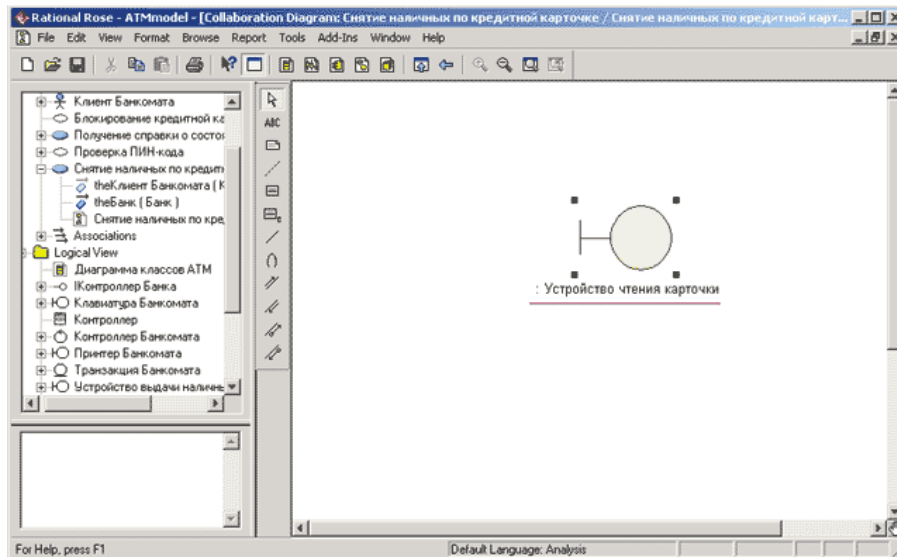 Rational Rose - ATMmodel - [Collaboration Diagram: Снятие наличных по кредитной карточке / Снятие наличных по кредитной карт...
File Edit View Format Browse Report Tools Add-Ins Window Help
Клиент Банкомата
Блокирование кредитной ка
Получение справки о состоя
Проверка ПИН-кода
Снятие наличных по кредитн
theКлиент Банкомата ( К
theБанк ( Банк )
Снятие наличных по кре
Associations
Logical View
Диаграмма классов АТМ
IКонтроллер Банка
Клавиатура Банкомата
Контроллер
Контроллер Банкомата
Принтер Банкомата
Транзакция Банкомата
Устройство выдачи наличн
ABC
: Устройство чтения карточки
For Help, press F1
Default Language: Analysis